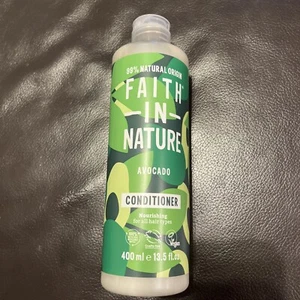 99% NATURAL ORIGIN
FAITH
IN
NATURE
AVOCADO
CONDITIONER
Nourishing
for all hair types
Vegan
400 ml ℮ 13.5 fl.oz